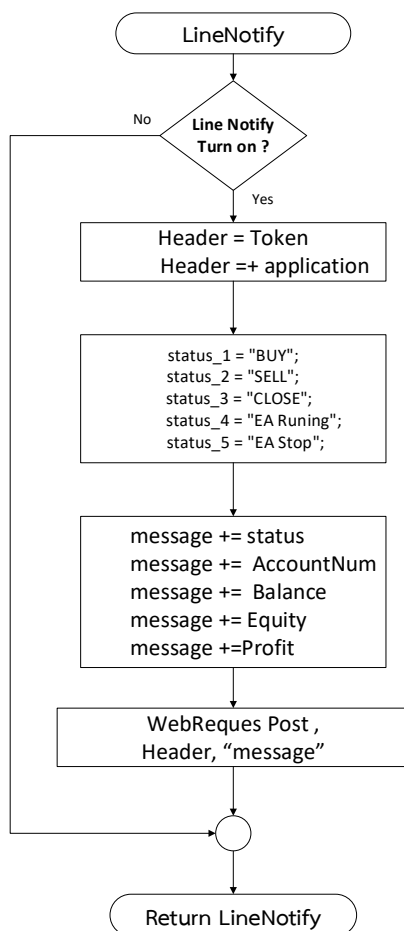 LineNotify
Line Notify
Turn on ?
No
Yes
Header = Token
Header =+ application
status_1 = "BUY";
status_2 = "SELL";
status_3 = "CLOSE";
status_4 = "EA Runing";
status_5 = "EA Stop";
message += status
message += AccountNum
message += Balance
message += Equity
message +=Profit
WebReques Post ,
Header, “message”
Return LineNotify